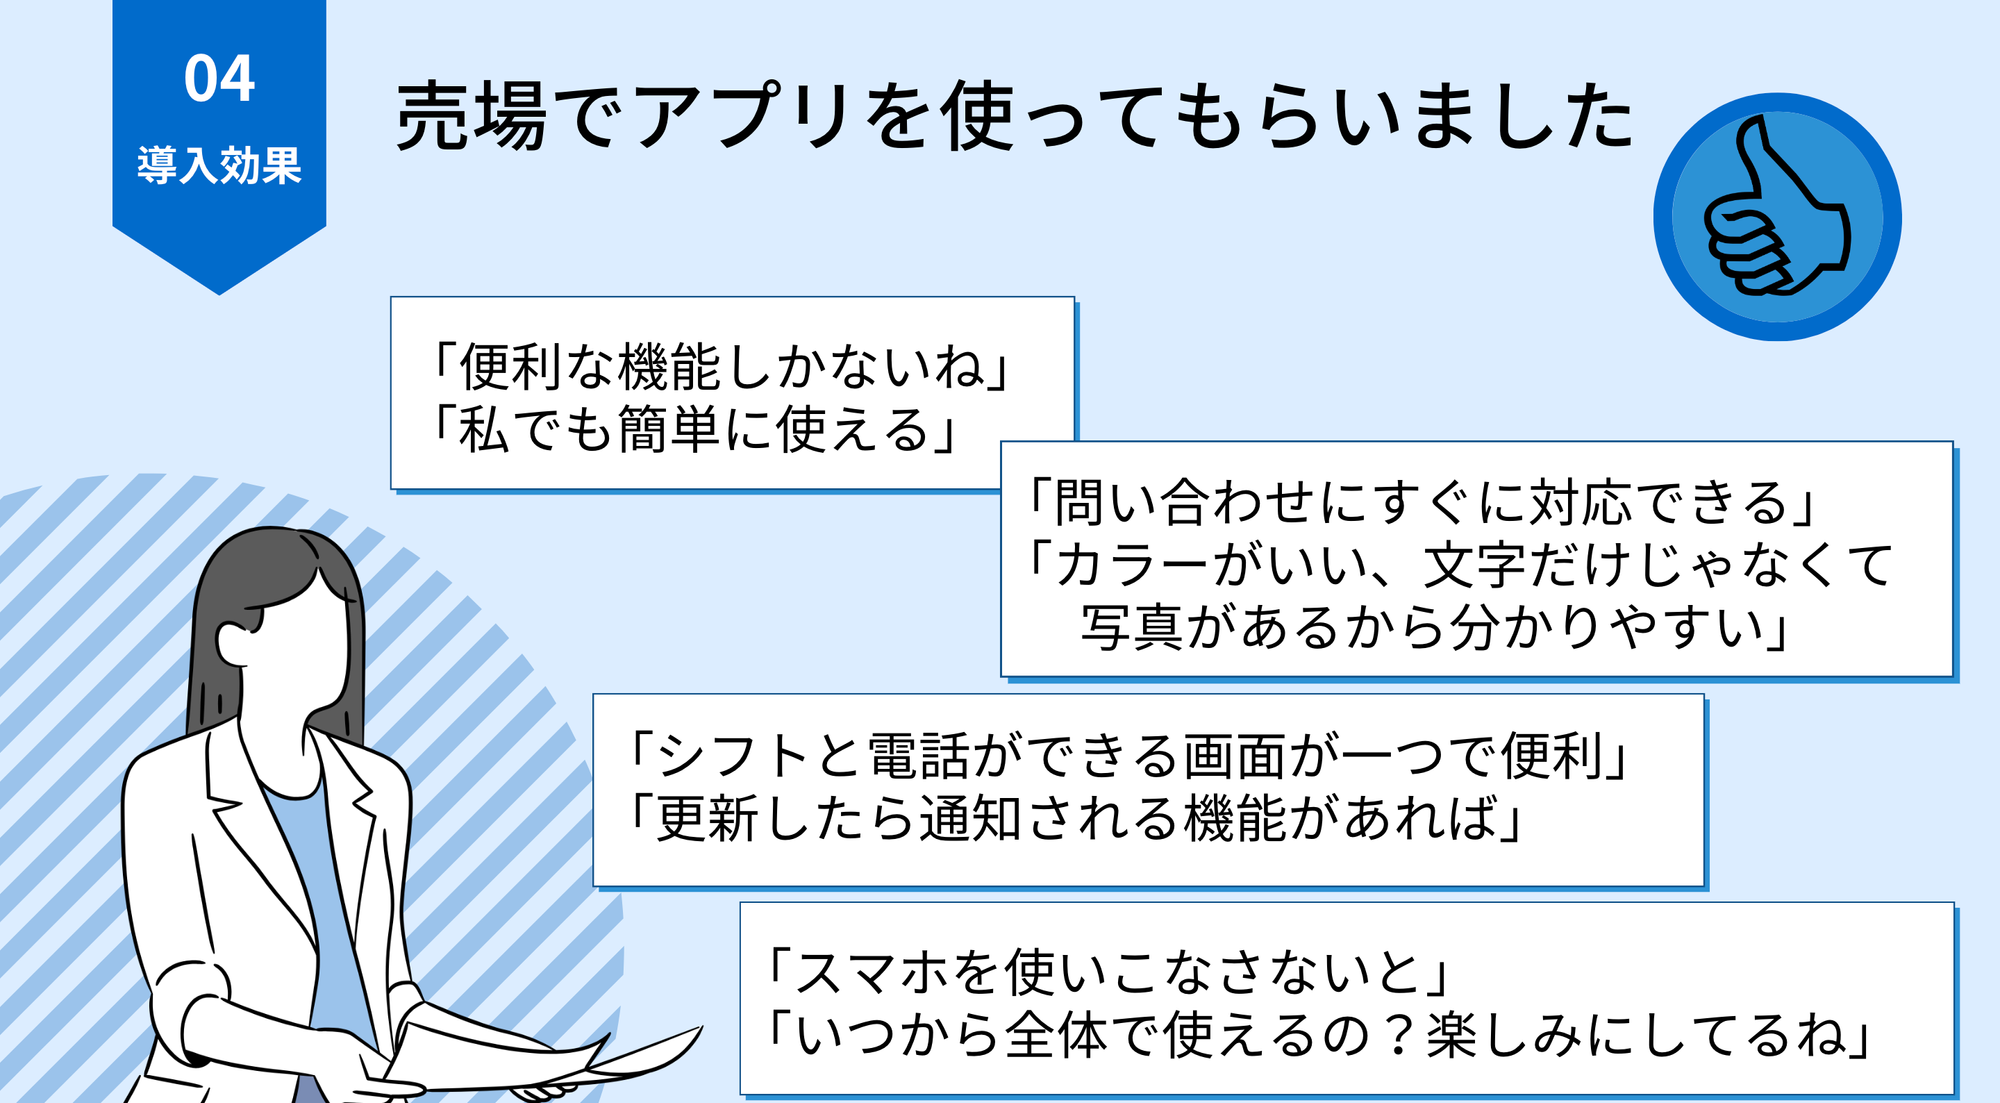 04
導入効果
売場でアプリを使ってもらいました
「便利な機能しかないね」
「私でも簡単に使える」
「問い合わせにすぐに対応できる」
「カラーがいい、文字だけじゃなくて
写真があるから分かりやすい」
「シフトと電話ができる画面が一つで便利」
「更新したら通知される機能があれば」
「スマホを使いこなさないと」
「いつから全体で使えるの？楽しみにしてるね」